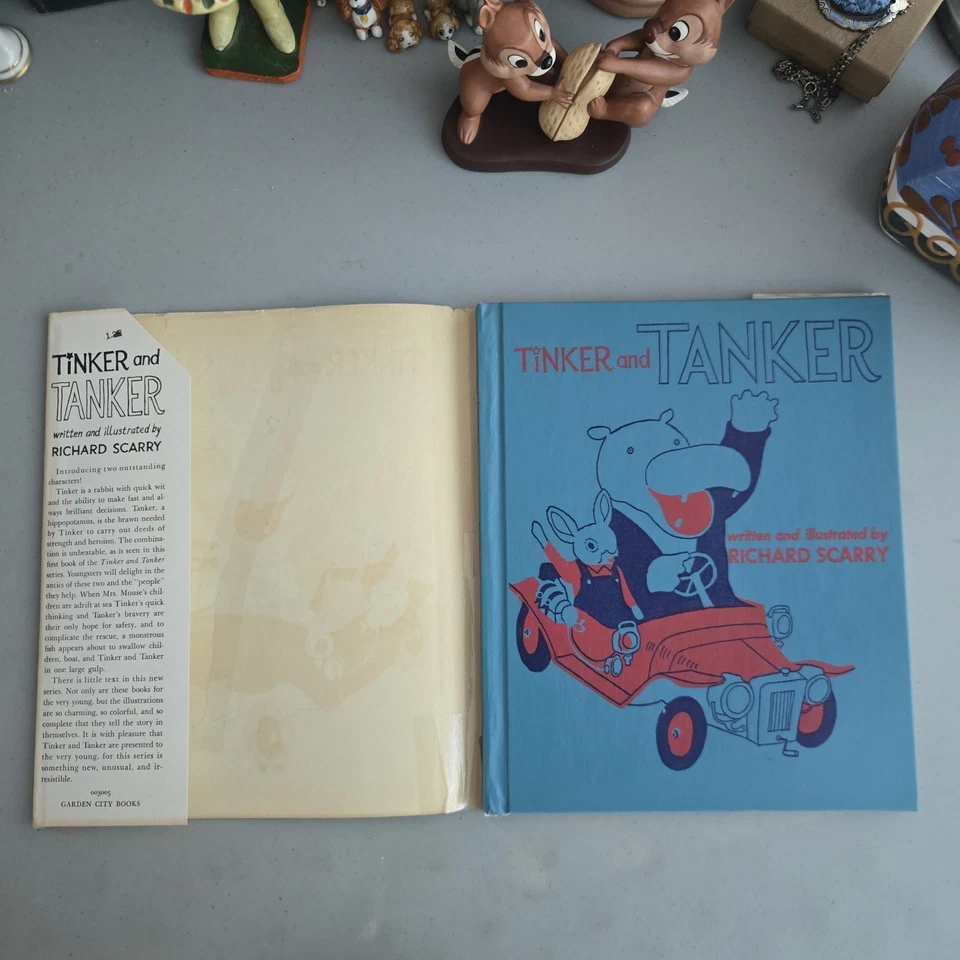 TiNKER and
TANKER
written and illustrated by
RICHARD SCARRY
Introducing two outstanding
characters!
Tinker is a rabbit with quick wit
and the ability to make fast and al-
ways brilliant decisions. Tanker, a
hippopotamus, is the brawn needed
by Tinker to carry out deeds of
strength and heroism. The combina-
tion is unbeatable, as is seen in this
first book of the Tinker and Tanker
series. Youngsters will delight in the
antics of these two and the "people"
they help. When Mrs. Mouse's chil-
dren are adrift at sea Tinker's quick
thinking and Tanker's bravery are
their only hope for safety, and to
complicate the rescue, a monstrous
fish appears about to swallow chil-
dren, boat, and Tinker and Tanker
in one large gulp.
There is little text in this new
series. Not only are these books for
the very young, but the illustrations
are so charming, so colorful, and so
complete that they tell the story in
themselves. It is with pleasure that
Tinker and Tanker are presented to
the very young, for this series is
something new, unusual, and ir-
resistible.
003005
GARDEN CITY BOOKS
TiNKER and TANKER
written and illustrated by
RICHARD SCARRY